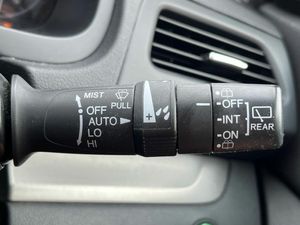 MIST
PULL
OFF
AUTO
LO
HI
OFF
INT
ON
REAR